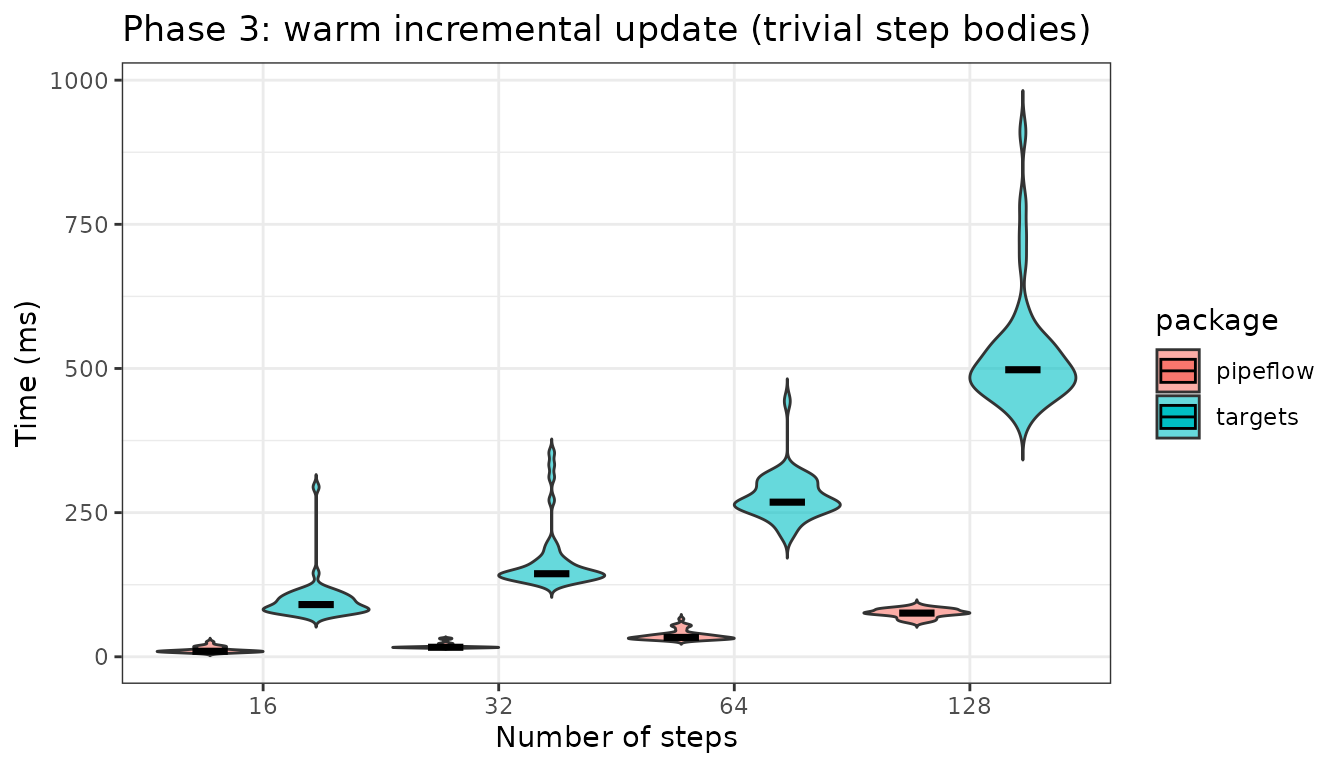 Phase 3: warm incremental update (trivial step bodies)
Time (ms)
1000
750
500
250
0
16 32 64 128
Number of steps
package
pipeflow
targets